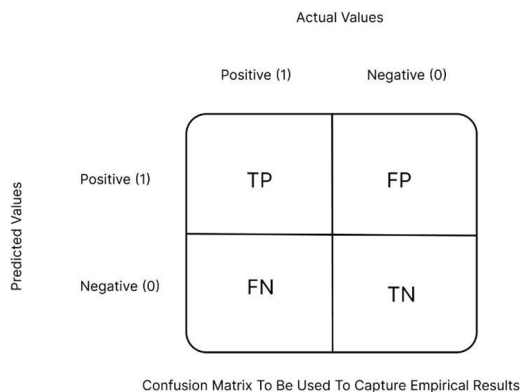 Actual Values
Positive (1) Negative (0)
Predicted Values
Positive (1) TP FP
Negative (0) FN TN
Confusion Matrix To Be Used To Capture Empirical Results